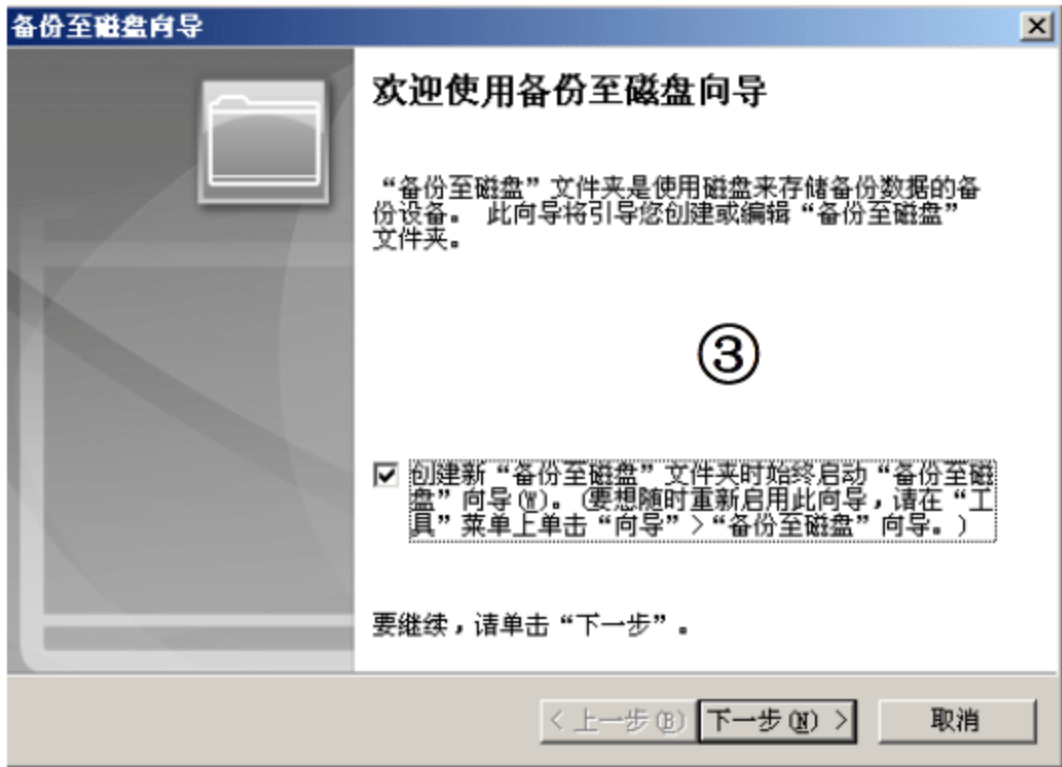 备份至磁盘向导
欢迎使用备份至磁盘向导
“备份至磁盘”文件夹是使用磁盘来存储备份数据的备
份设备。 此向导将引导您创建或编辑“备份至磁盘”
文件夹。
③
创建新“备份至磁盘”文件夹时始终启动“备份至磁
盘”向导(W)。(要想随时重新启用此向导，请在“工
具”菜单上单击“向导”>“备份至磁盘”向导。)
要继续，请单击“下一步”。
< 上一步(B) 下一步(N) > 取消